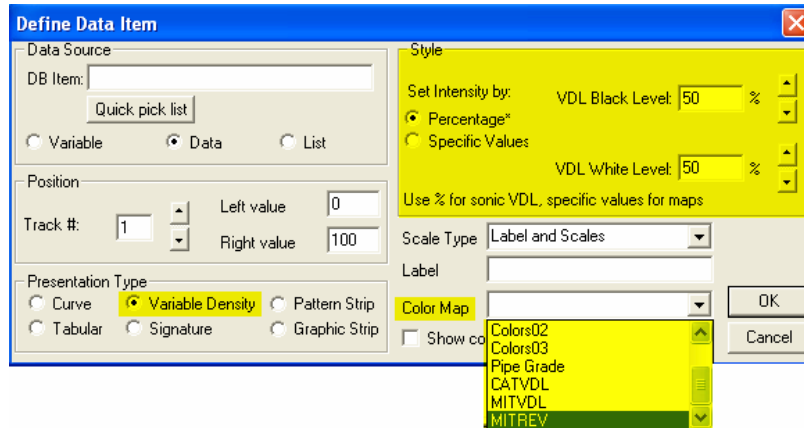 Define Data Item
Data Source
DB Item:
Quick pick list
Variable Data List
Position
Track #: 1
Left value 0
Right value 100
Presentation Type
Curve Variable Density Pattern Strip
Tabular Signature Graphic Strip
Style
Set Intensity by:
Percentage*
Specific Values
VDL Black Level: 50 %
VDL White Level: 50 %
Use % for sonic VDL, specific values for maps
Scale Type Label and Scales
Label
Color Map
Show co
Colors02
Colors03
Pipe Grade
CATVDL
MITVDL
MITREV
OK
Cancel